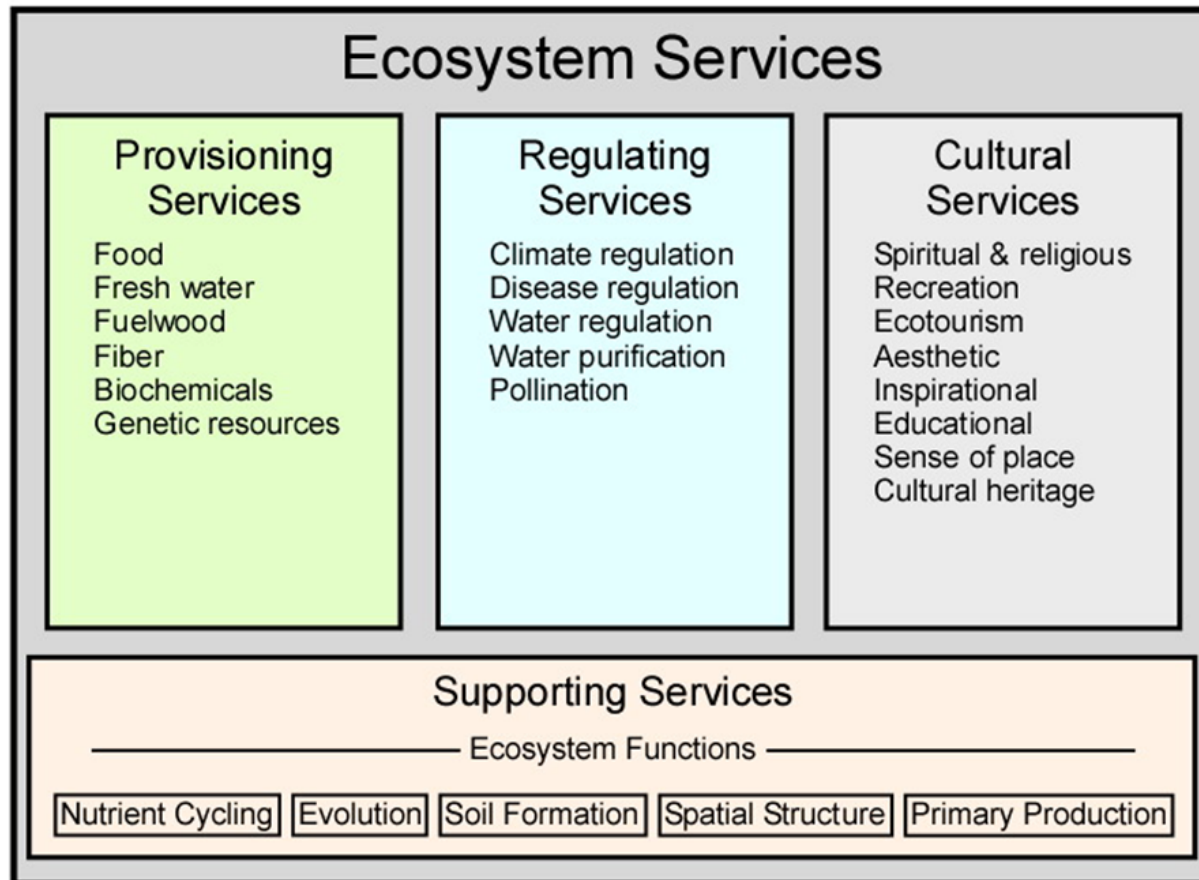 Ecosystem Services
Provisioning
Services
Food
Fresh water
Fuelwood
Fiber
Biochemicals
Genetic resources
Regulating
Services
Climate regulation
Disease regulation
Water regulation
Water purification
Pollination
Cultural
Services
Spiritual & religious
Recreation
Ecotourism
Aesthetic
Inspirational
Educational
Sense of place
Cultural heritage
Supporting Services
Ecosystem Functions
Nutrient Cycling
Evolution
Soil Formation
Spatial Structure
Primary Production